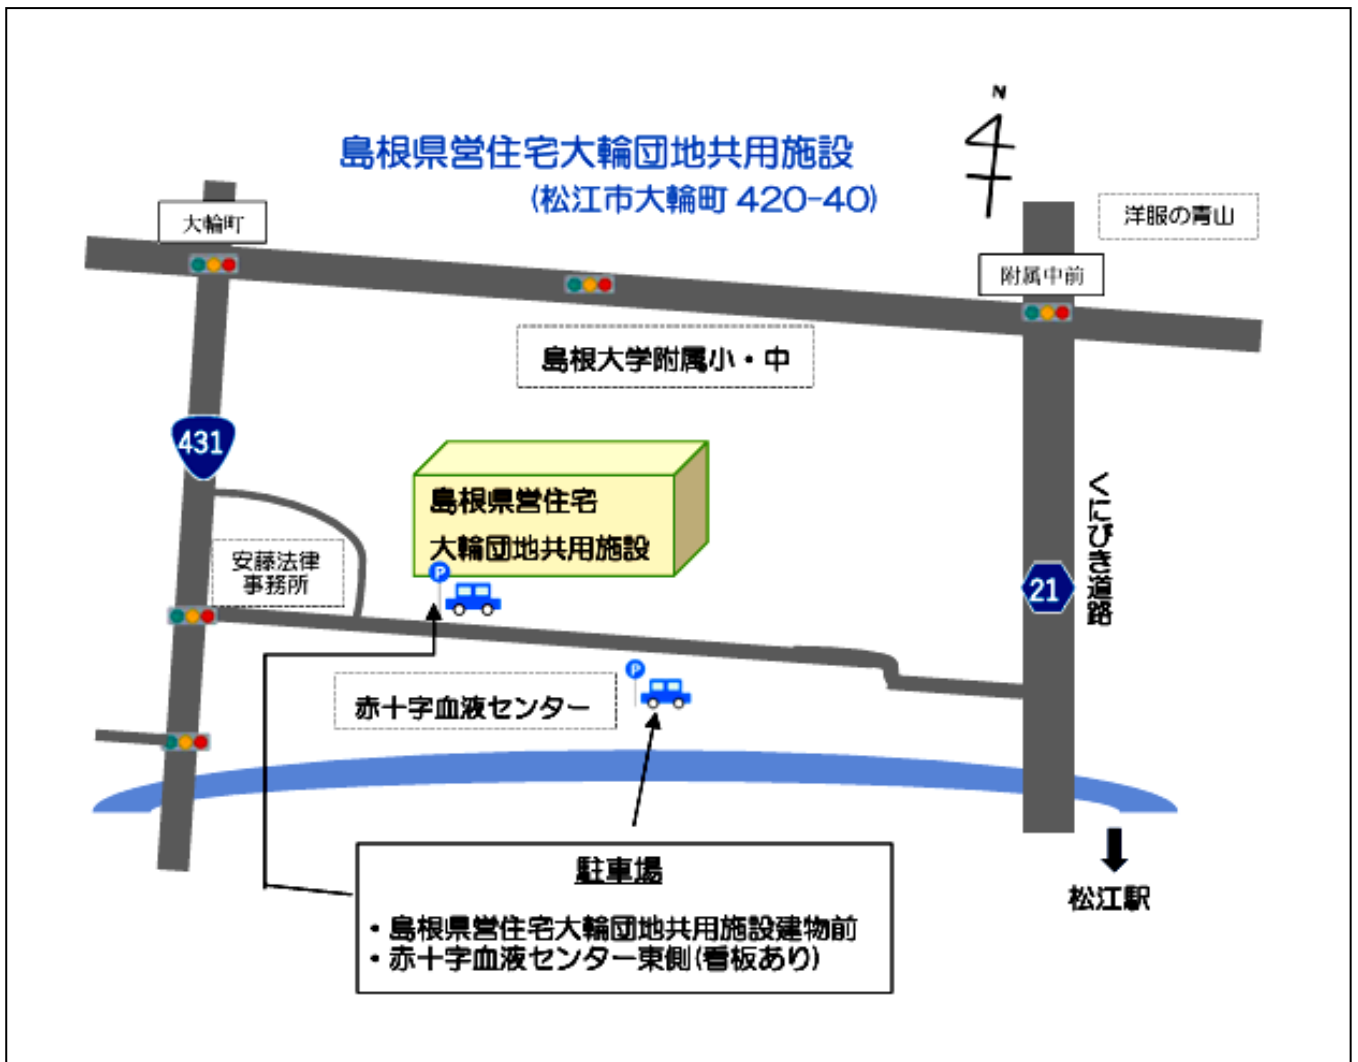 N
島根県営住宅大輪団地共用施設
(松江市大輪町 420-40)
大輪町
洋服の青山
附属中前
島根大学附属小・中
431
島根県営住宅
大輪団地共用施設
くにびき道路
安藤法律
事務所
P
21
P
赤十字血液センター
駐車場
・島根県営住宅大輪団地共用施設建物前
・赤十字血液センター東側(看板あり)
松江駅